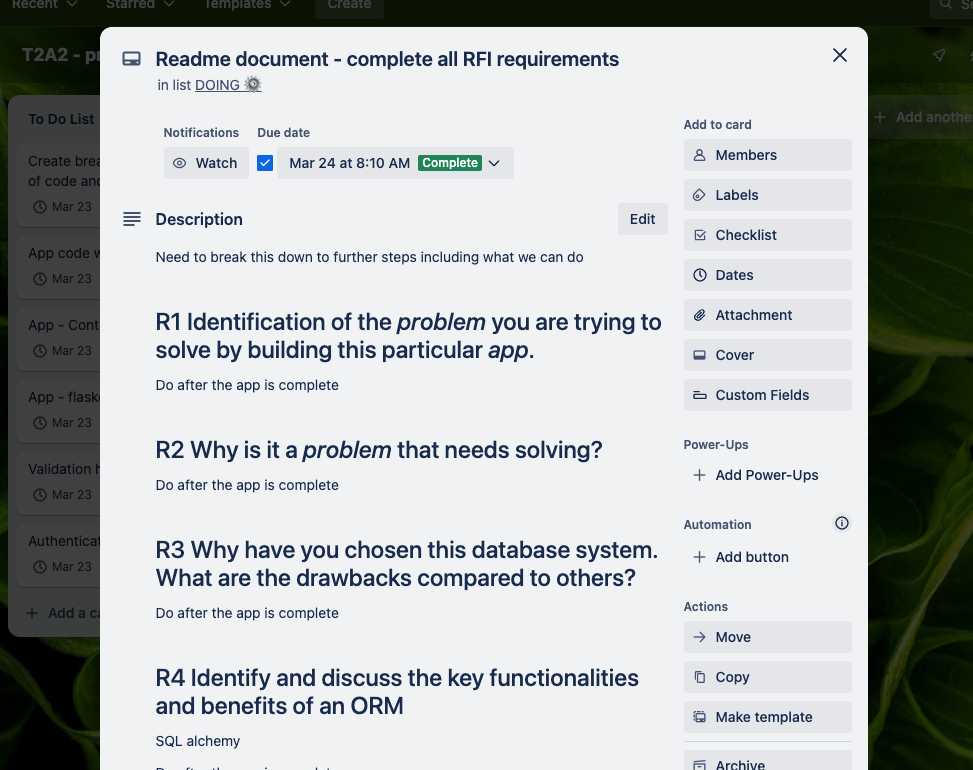 Recent
Starred
Templates
Create
T2A2 - p
To Do List
Create brea
of code and
Mar 23
App code w
Mar 23
App - Cont
Mar 23
App - flask
Mar 23
Validation h
Mar 23
Authenticat
Mar 23
+ Add a ca
+ Add anothe
Readme document - complete all RFI requirements
in list DOING ⚙️
Notifications
Due date
Watch
Mar 24 at 8:10 AM Complete
Description
Edit
Need to break this down to further steps including what we can do
R1 Identification of the problem you are trying to
solve by building this particular app.
Do after the app is complete
R2 Why is it a problem that needs solving?
Do after the app is complete
R3 Why have you chosen this database system.
What are the drawbacks compared to others?
Do after the app is complete
R4 Identify and discuss the key functionalities
and benefits of an ORM
SQL alchemy
Add to card
Members
Labels
Checklist
Dates
Attachment
Cover
Custom Fields
Power-Ups
+ Add Power-Ups
Automation
+ Add button
Actions
Move
Copy
Make template
Archive